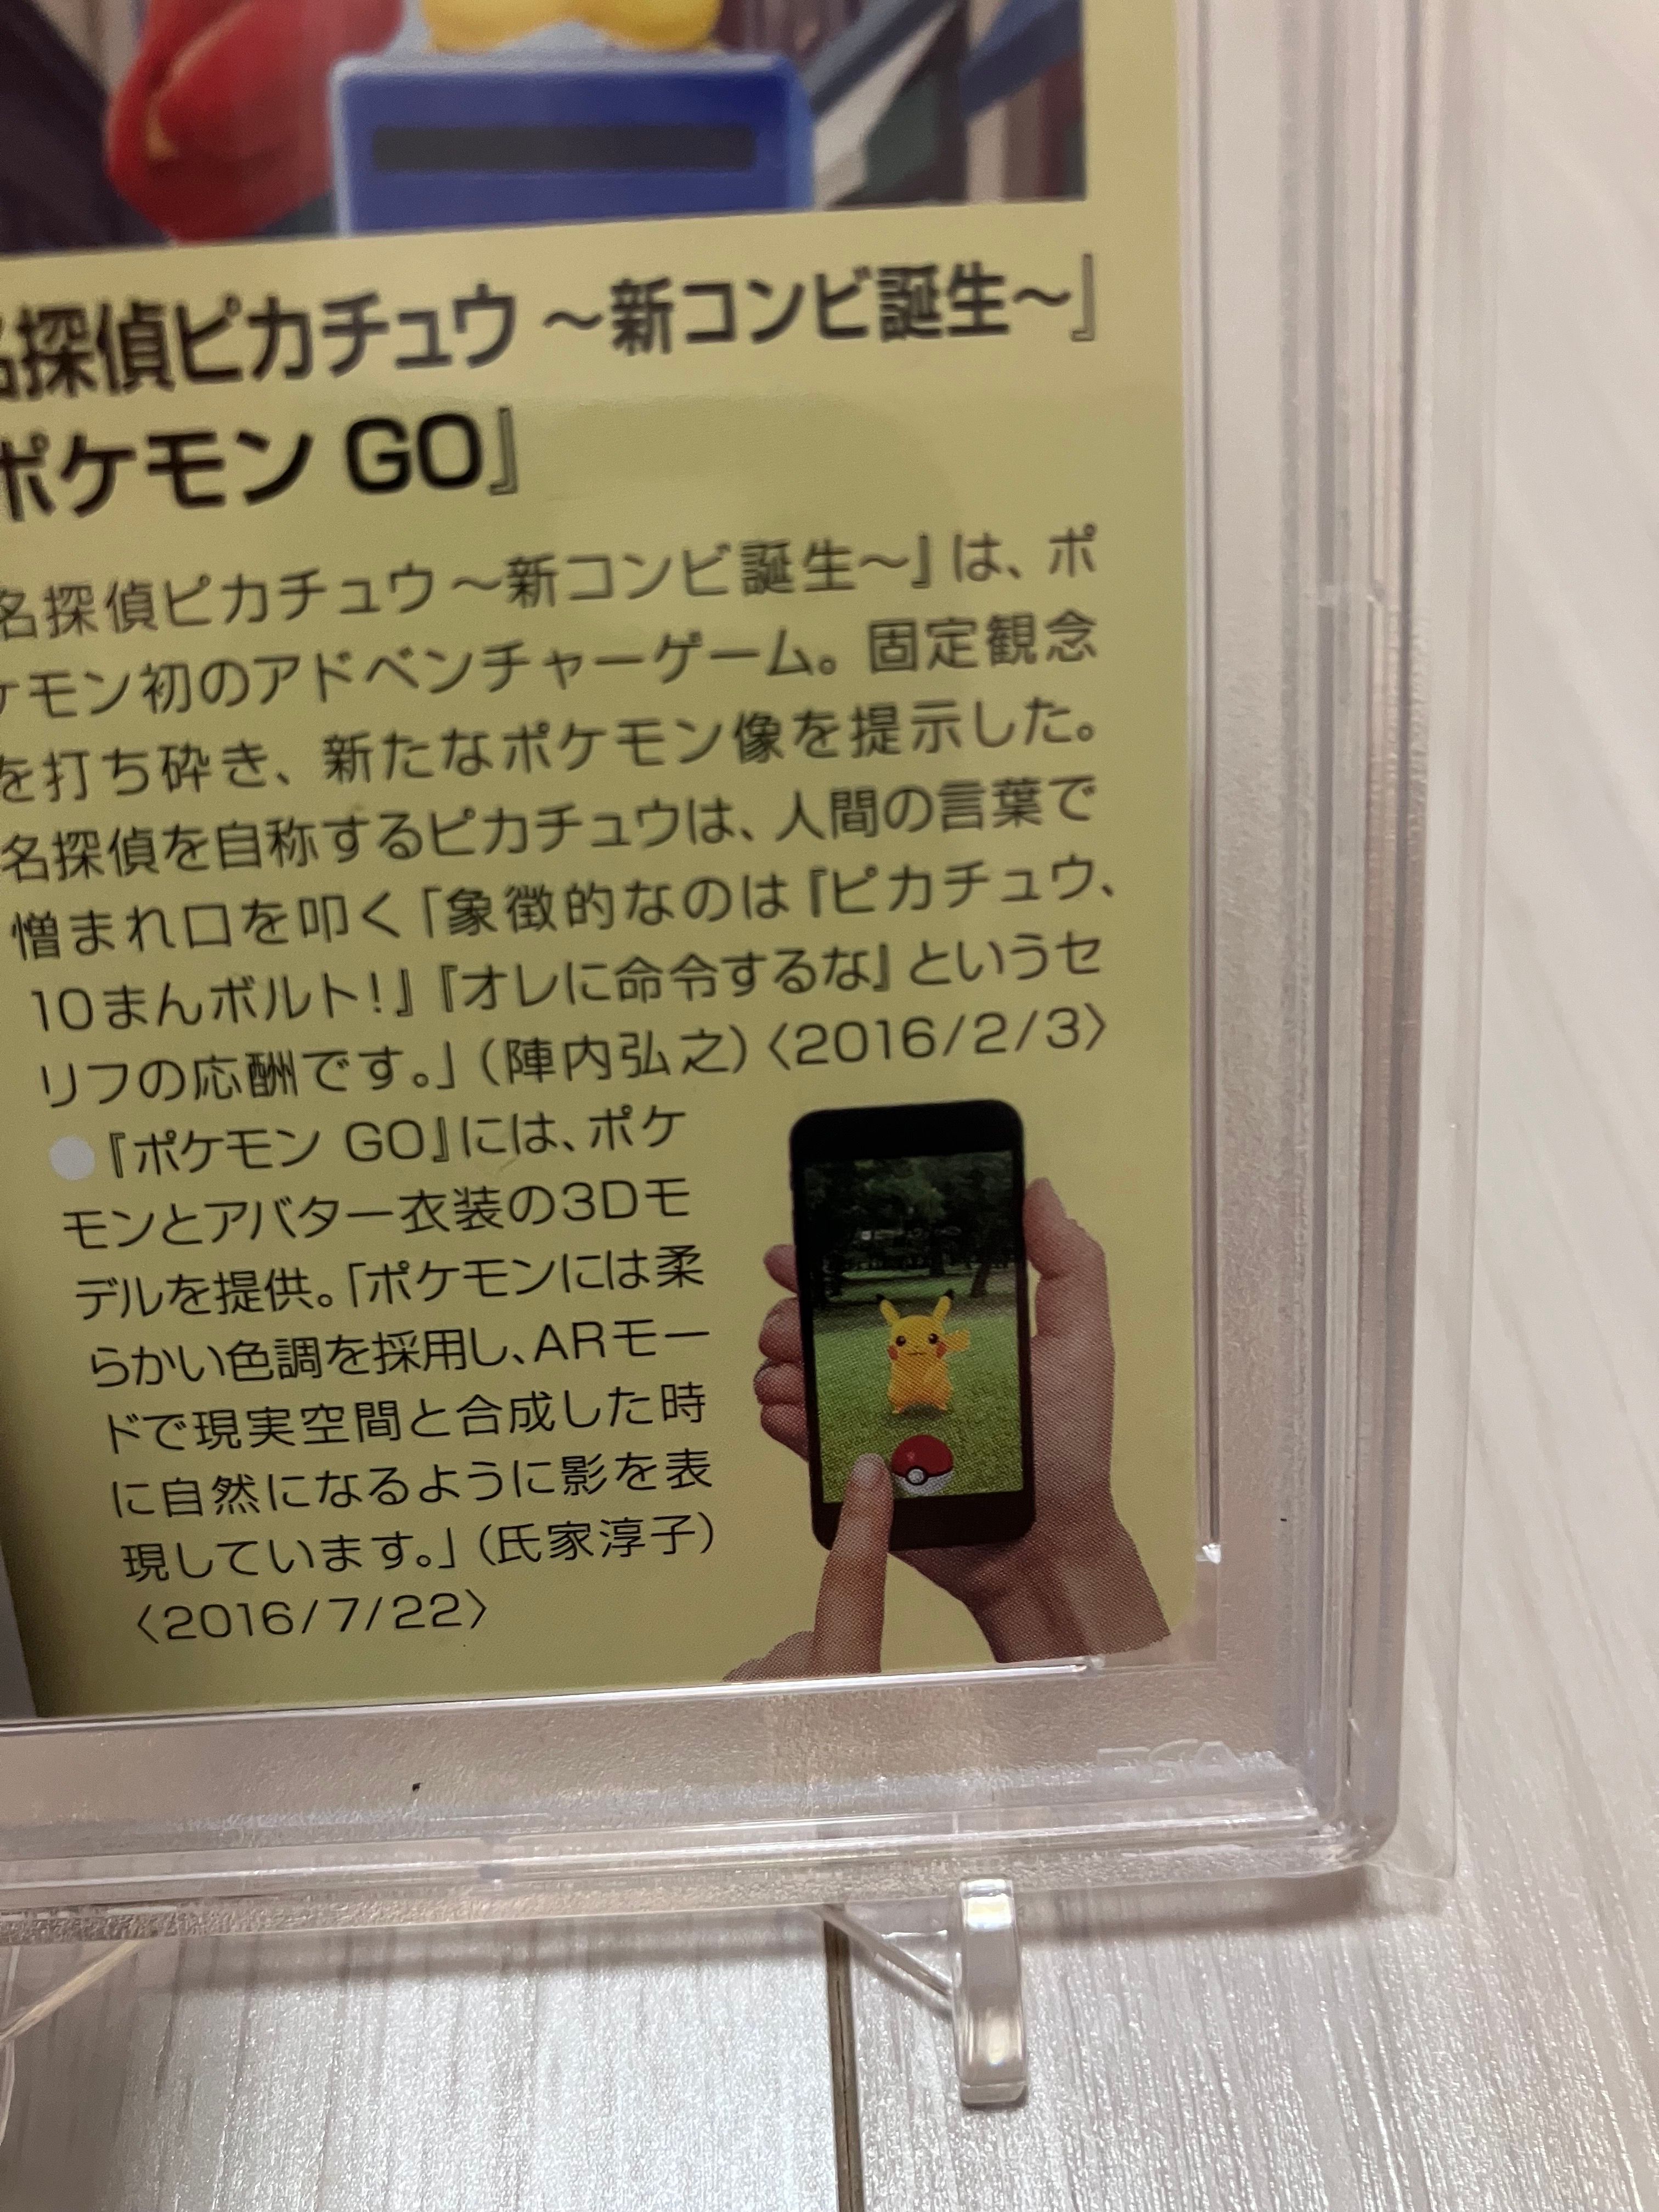 名探偵ピカチュウ ～新コンビ誕生～』
ポケモン GO』
名探偵ピカチュウ～新コンビ誕生～』は、ポ
ケモン初のアドベンチャーゲーム。固定観念
を打ち砕き、新たなポケモン像を提示した。
名探偵を自称するピカチュウは、人間の言葉で
憎まれ口を叩く「象徴的なのは『ピカチュウ、
10まんボルト!』『オレに命令するな』というセ
リフの応酬です。」（陣内弘之）〈2016/2/3〉
●『ポケモン GO』には、ポケ
モンとアバター衣装の3Dモ
デルを提供。「ポケモンには柔
らかい色調を採用し、ARモー
ドで現実空間と合成した時
に自然になるように影を表
現しています。」（氏家淳子）
〈2016/7/22〉
PSA